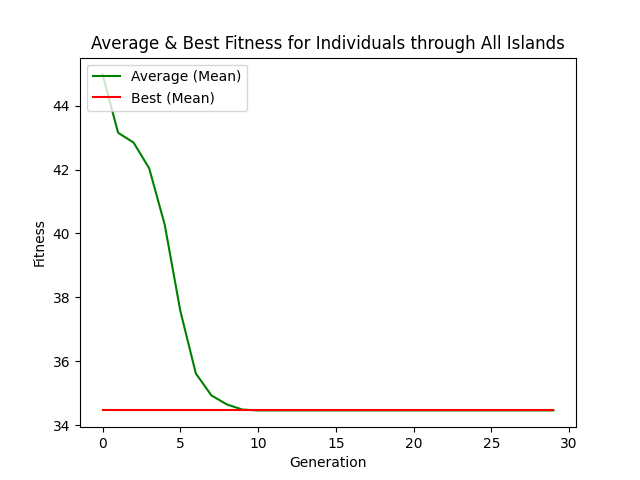 Average & Best Fitness for Individuals through All Islands
Average (Mean)
Best (Mean)
Fitness
44
42
40
38
36
34
0 5 10 15 20 25 30
Generation